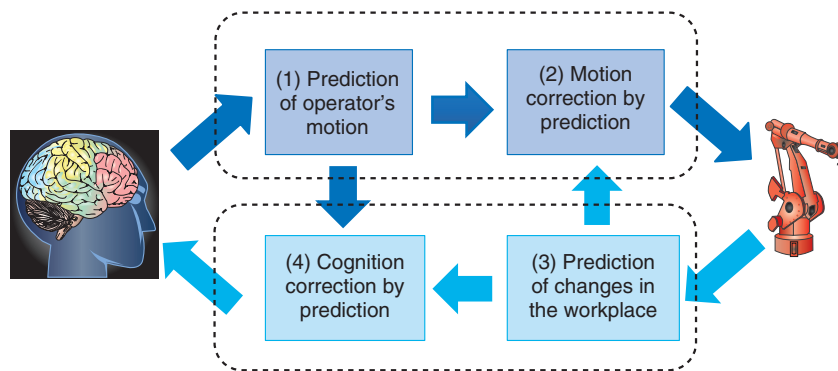 (1) Prediction
of operator's
motion
(2) Motion
correction by
prediction
(4) Cognition
correction by
prediction
(3) Prediction
of changes in
the workplace